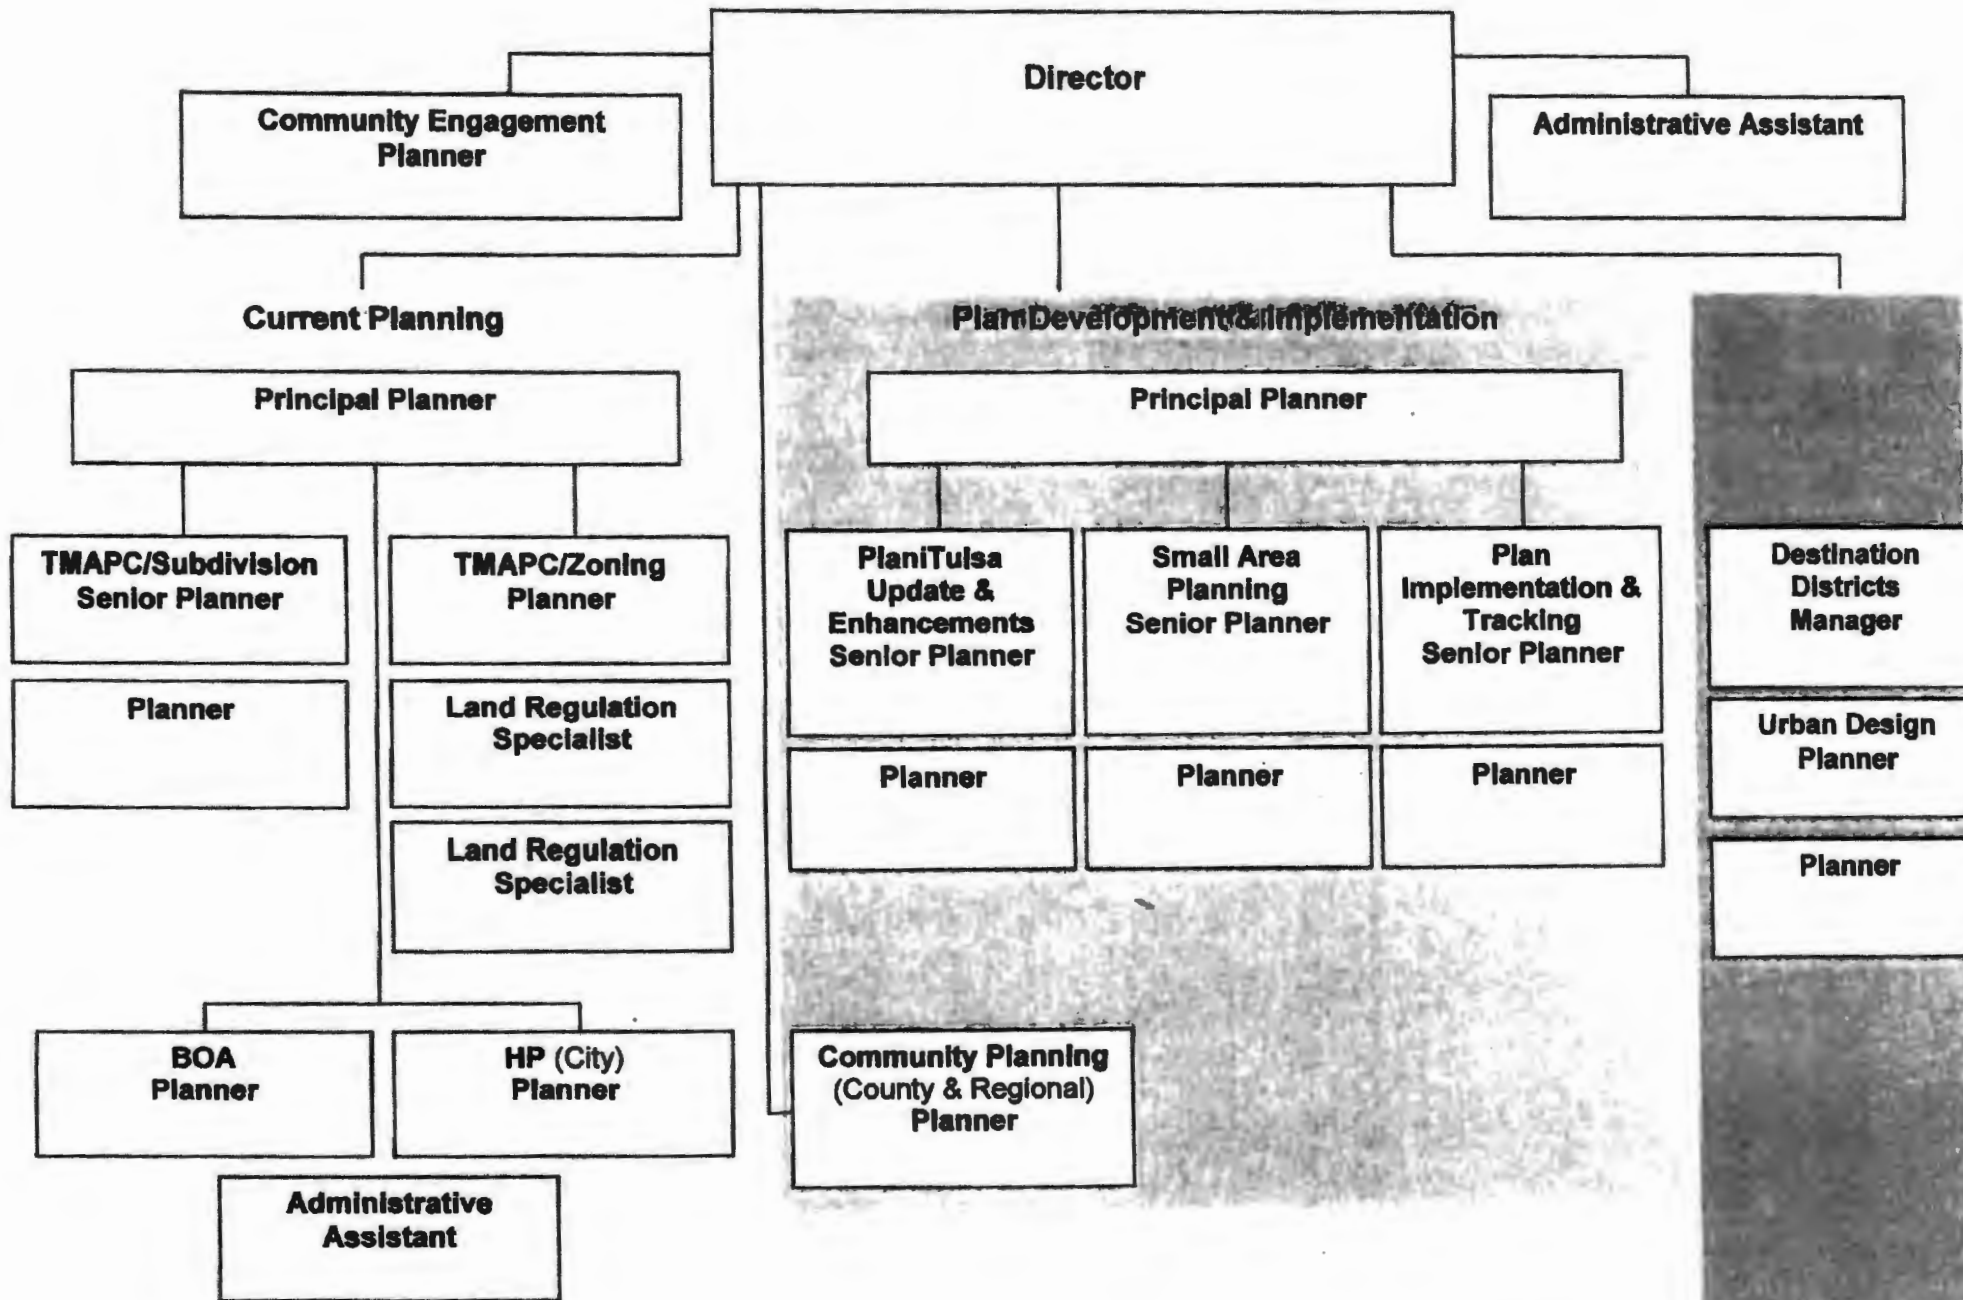 Director
Community Engagement
Planner
Administrative Assistant
Current Planning
Principal Planner
TMAPC/Subdivision
Senior Planner
Planner
TMAPC/Zoning
Planner
Land Regulation
Specialist
Land Regulation
Specialist
BOA
Planner
HP (City)
Planner
Administrative
Assistant
Plan Development & Implementation
Principal Planner
PlaniTulsa
Update &
Enhancements
Senior Planner
Planner
Small Area
Planning
Senior Planner
Planner
Plan
Implementation &
Tracking
Senior Planner
Planner
Community Planning
(County & Regional)
Planner
Destination
Districts
Manager
Urban Design
Planner
Planner